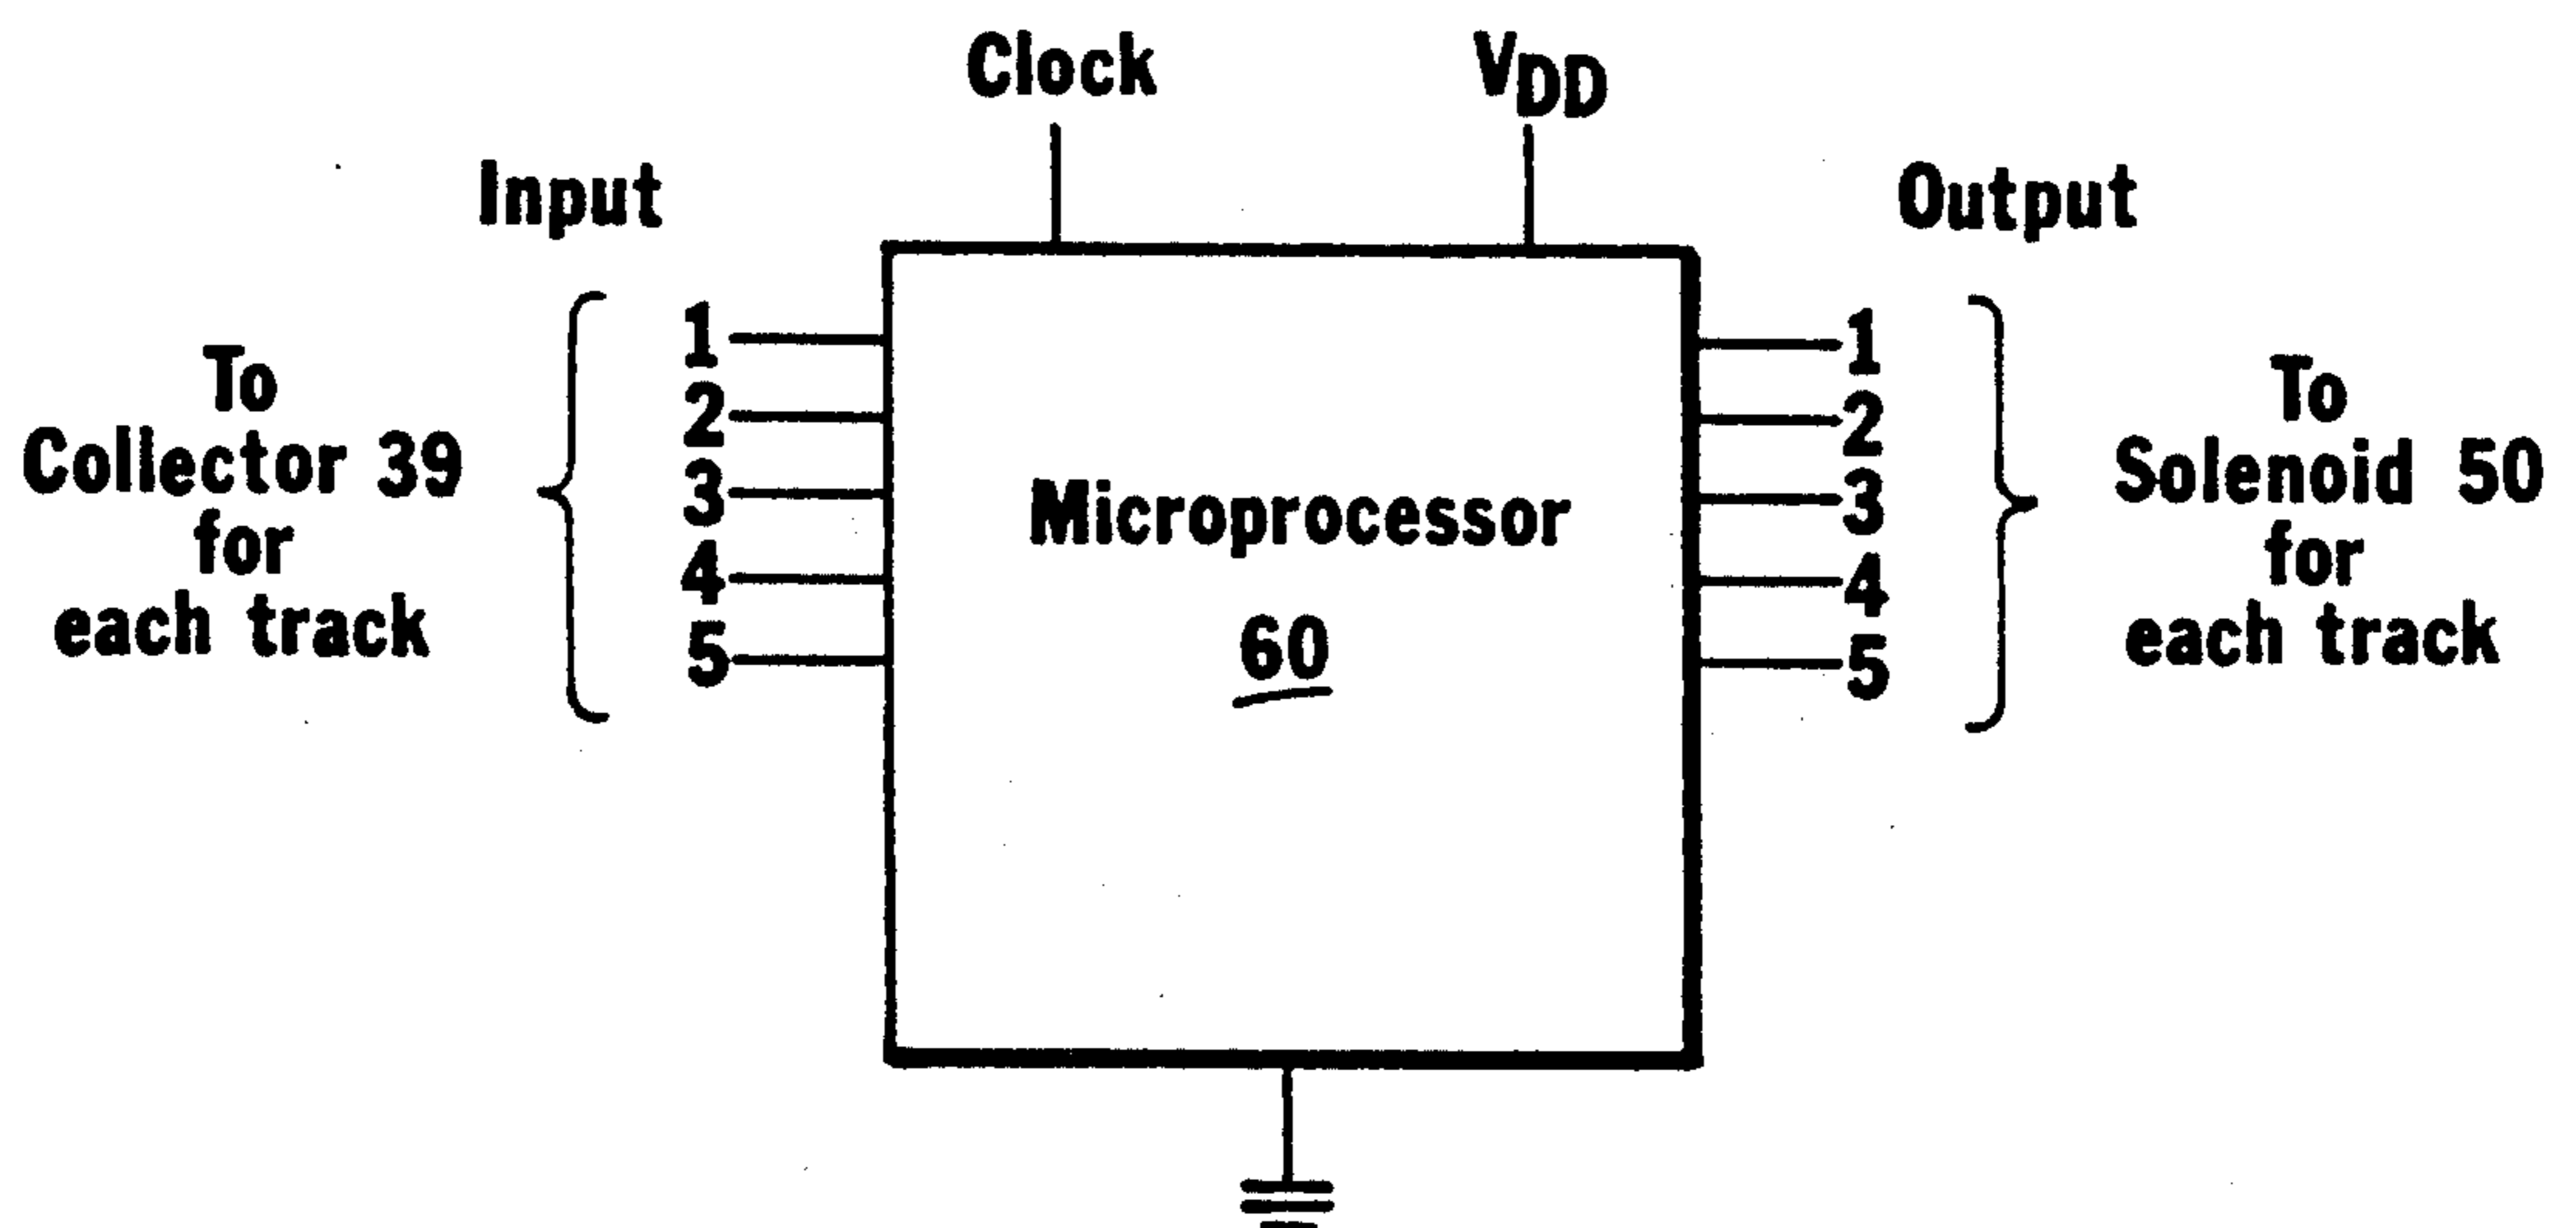 Clock
VDD
Input
Output
To
Collector 39
for
each track
1
2
3
4
5
Microprocessor
60
1
2
3
4
5
To
Solenoid 50
for
each track